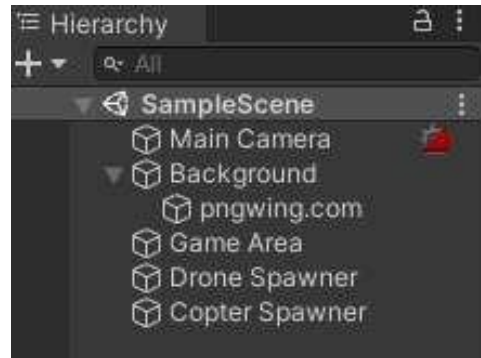 Hierarchy
All
SampleScene
Main Camera
Background
pngwing.com
Game Area
Drone Spawner
Copter Spawner